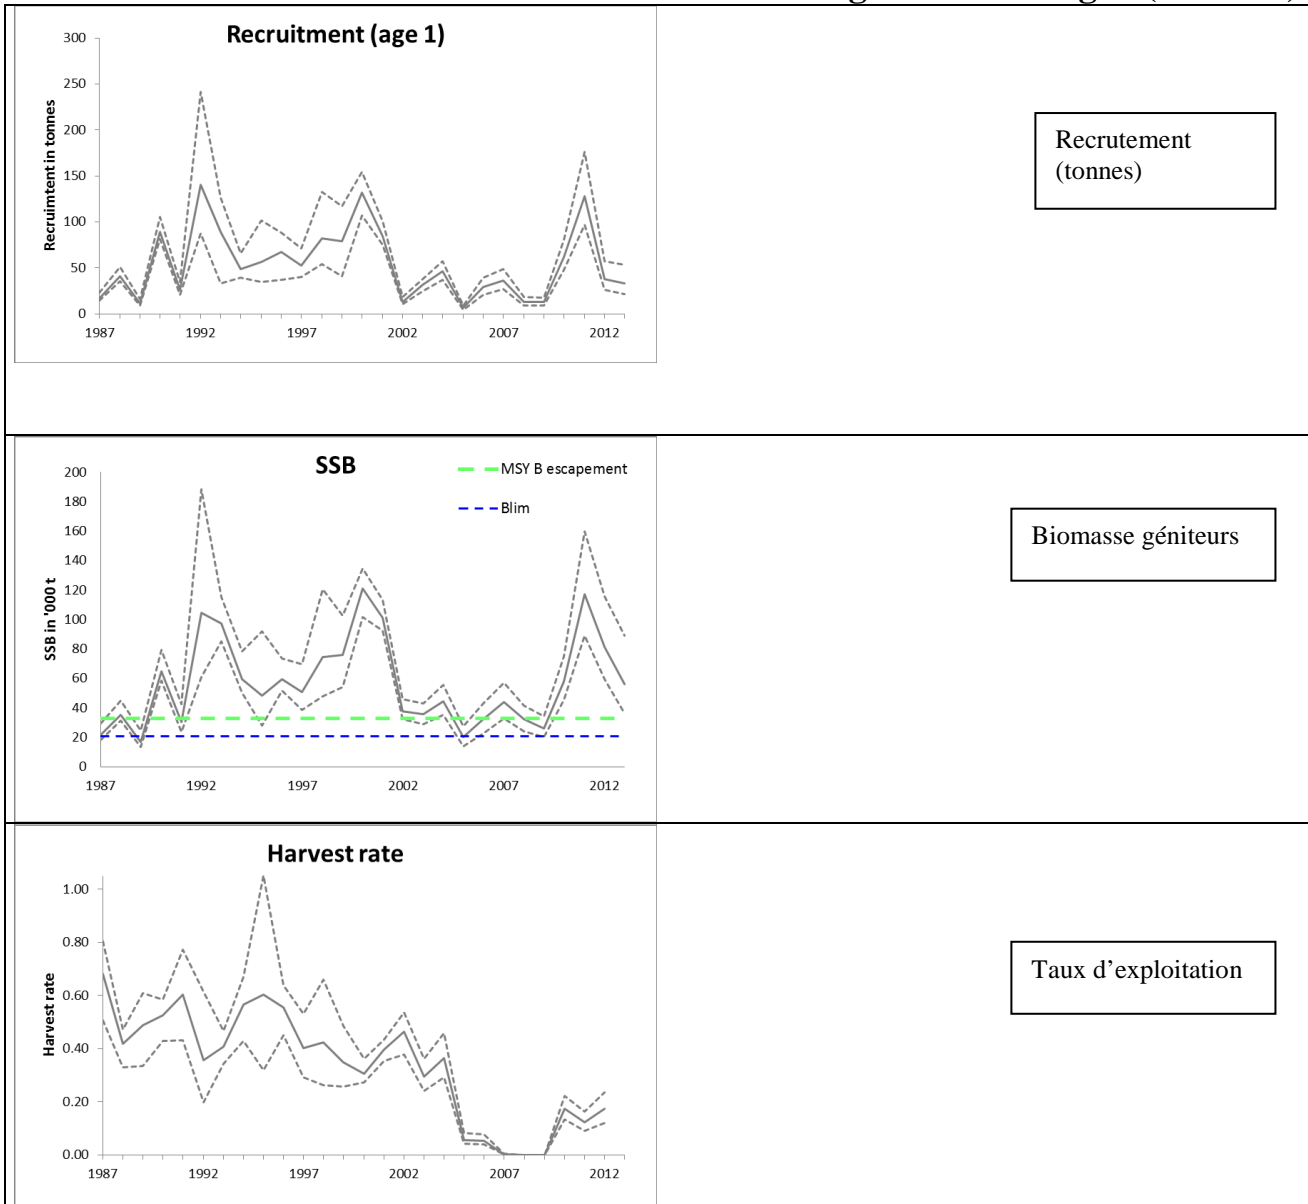 Recruitment (age 1)
300
250
200
150
100
50
0
Recruimtent in tonnes
1987 1992 1997 2002 2007 2012
Recrutement
(tonnes)
SSB
MSY B escapement
Blim
200
180
160
140
120
100
80
60
40
20
0
SSB in '000 t
1987 1992 1997 2002 2007 2012
Biomasse géniteurs
Harvest rate
1.00
0.80
0.60
0.40
0.20
0.00
Harvest rate
1987 1992 1997 2002 2007 2012
Taux d’exploitation